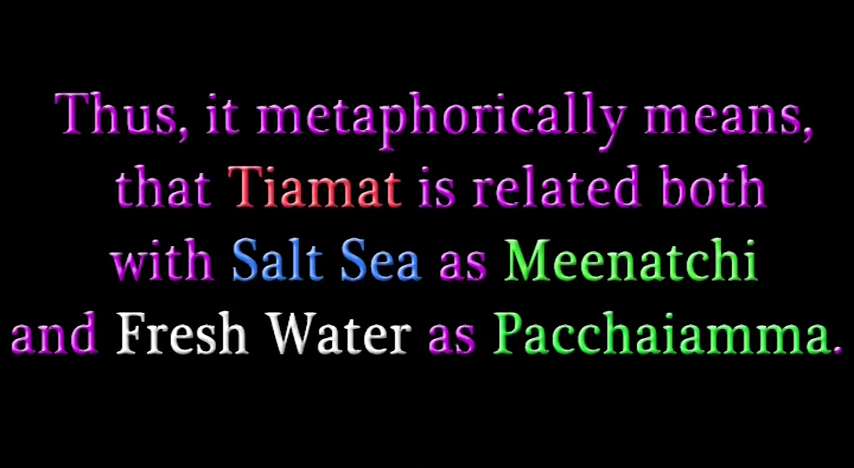 Thus, it metaphorically means,
that Tiamat is related both
with Salt Sea as Meenatchi
and Fresh Water as Pacchaiamma.